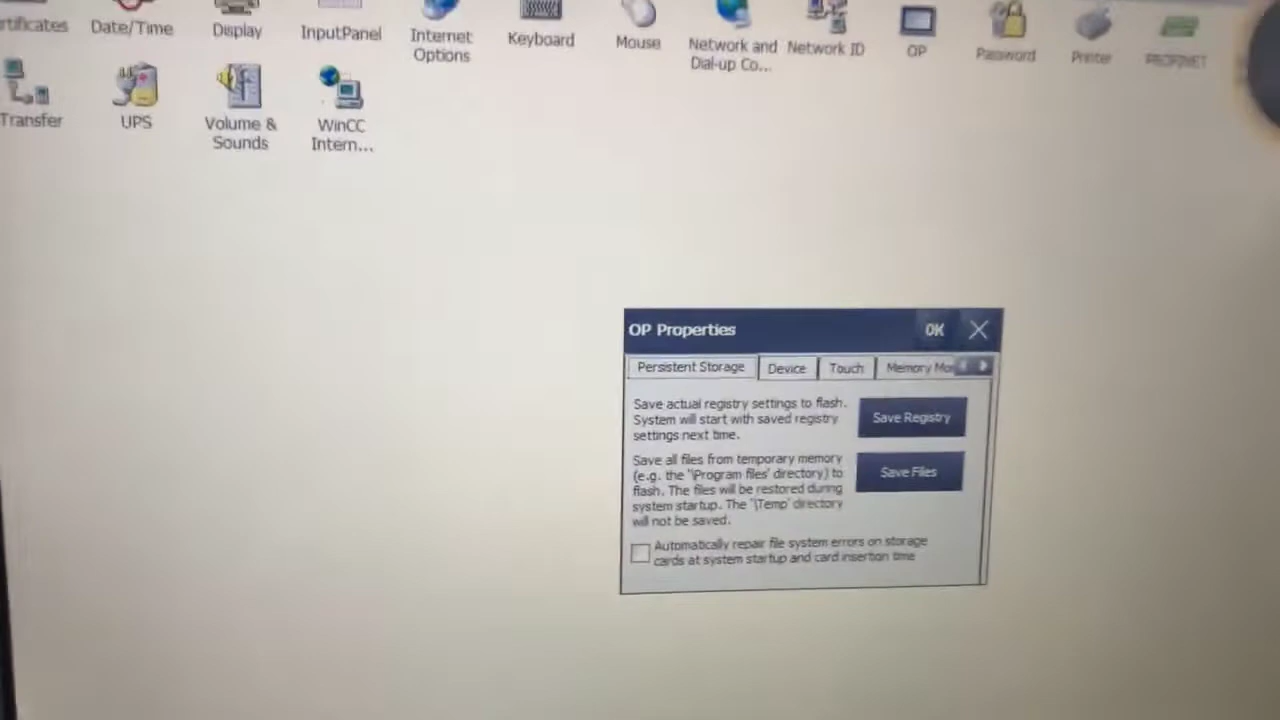 rtificates
Date/Time
Display
InputPanel
Internet
Options
Keyboard
Mouse
Network and
Dial-up Co...
Network ID
OP
Password
Printer
PROFINET
Transfer
UPS
Volume &
Sounds
WinCC
Intern...
OP Properties
OK
Persistent Storage
Device
Touch
Memory Mo
Save actual registry settings to flash.
System will start with saved registry
settings next time.
Save Registry
Save all files from temporary memory
(e.g. the '\Program files' directory) to
flash. The files will be restored during
system startup. The '\Temp' directory
will not be saved.
Save Files
Automatically repair file system errors on storage
cards at system startup and card insertion time